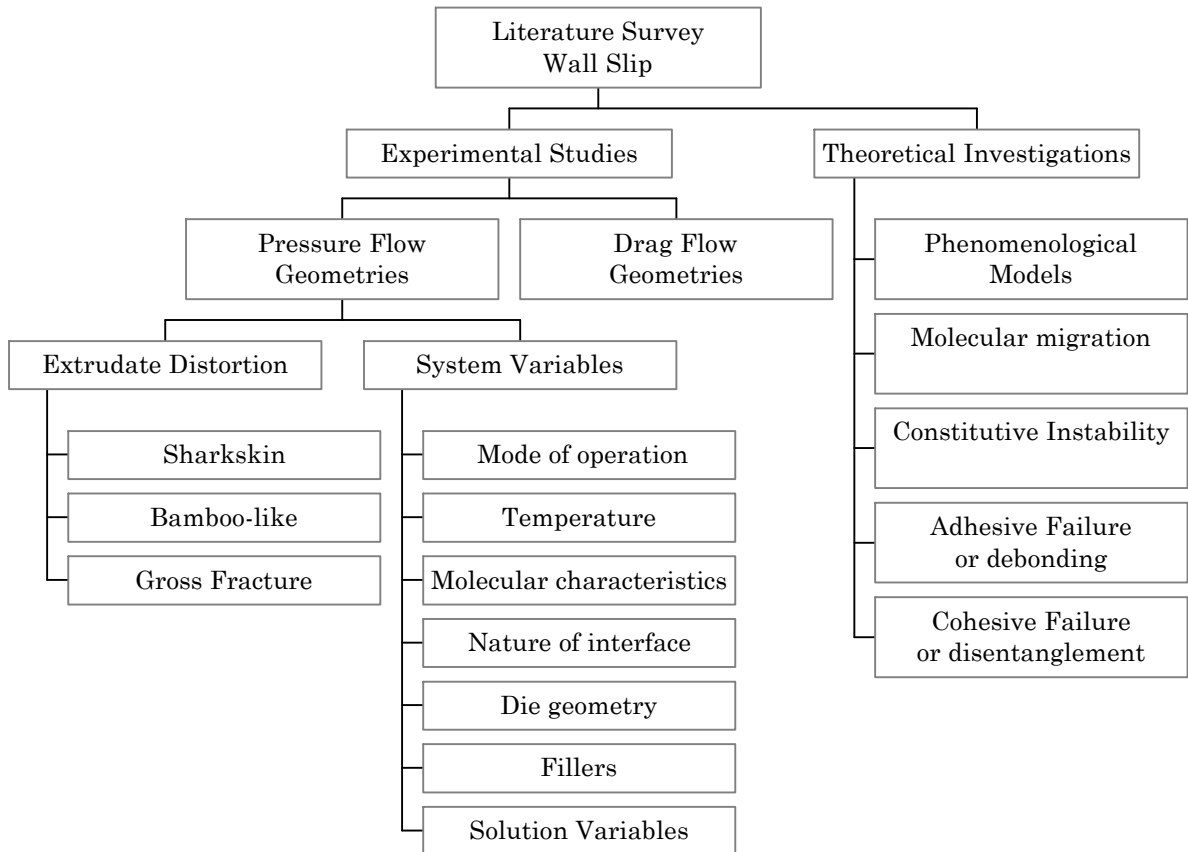 Literature Survey
Wall Slip
Experimental Studies
Theoretical Investigations
Pressure Flow
Geometries
Drag Flow
Geometries
Extrudate Distortion
System Variables
Sharkskin
Bamboo-like
Gross Fracture
Mode of operation
Temperature
Molecular characteristics
Nature of interface
Die geometry
Fillers
Solution Variables
Phenomenological
Models
Molecular migration
Constitutive Instability
Adhesive Failure
or debonding
Cohesive Failure
or disentanglement